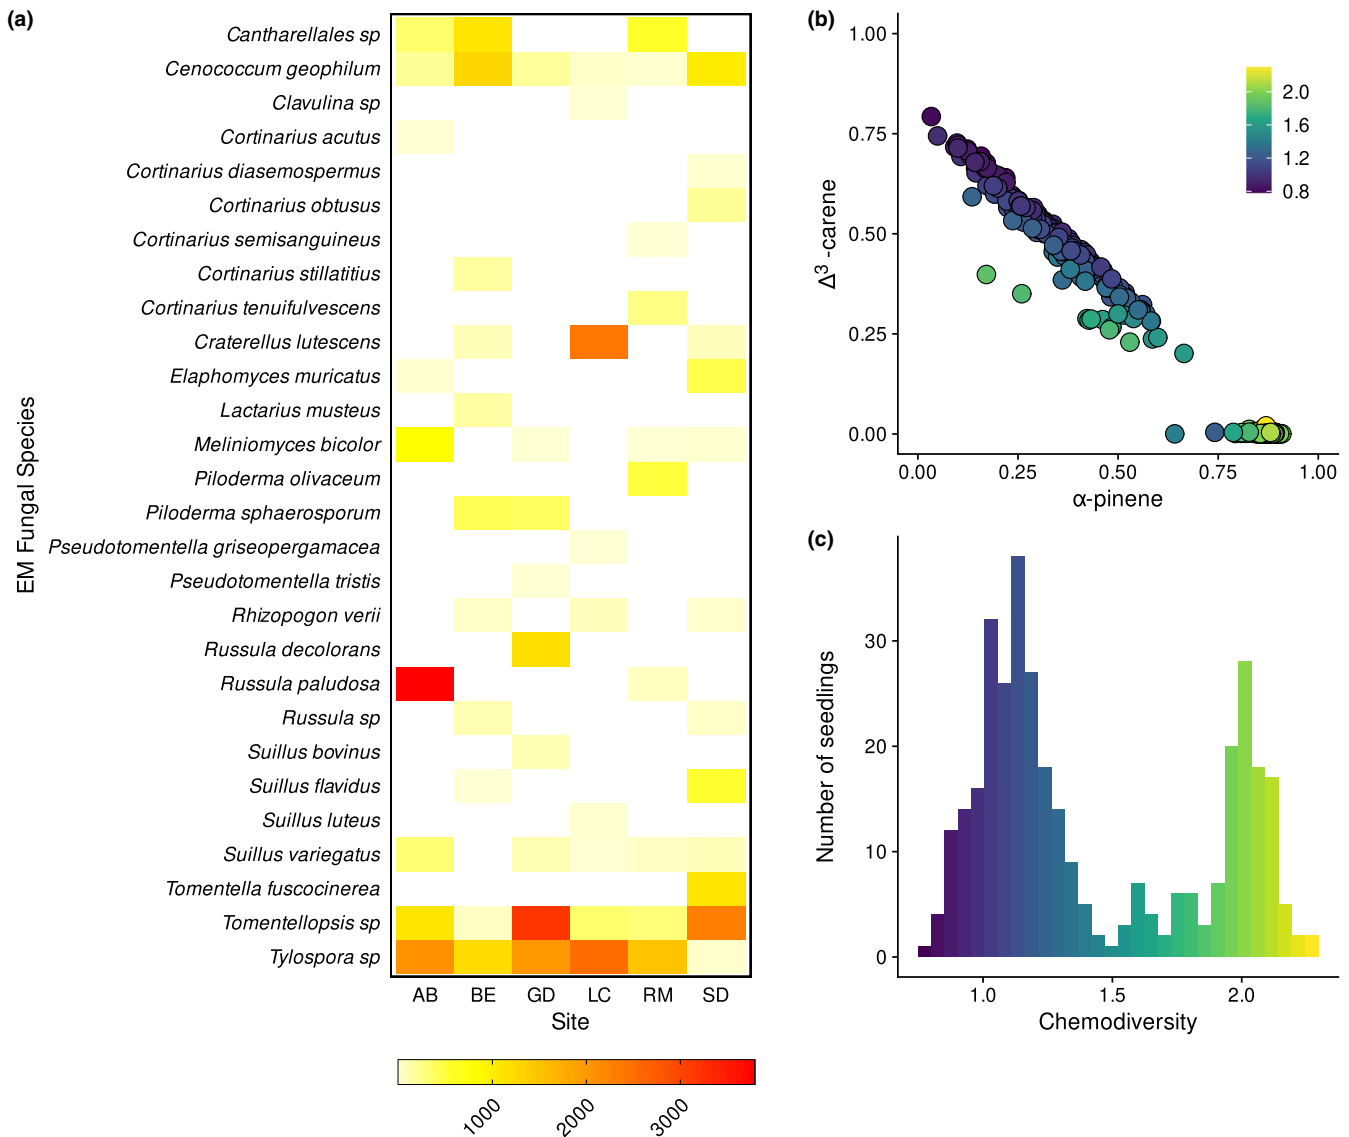 (a)
EM Fungal Species
Cantharellales sp
Cenococcum geophilum
Clavulina sp
Cortinarius acutus
Cortinarius diasemospermus
Cortinarius obtusus
Cortinarius semisanguineus
Cortinarius stillatitius
Cortinarius tenuifulvescens
Craterellus lutescens
Elaphomyces muricatus
Lactarius musteus
Meliniomyces bicolor
Piloderma olivaceum
Piloderma sphaerosporum
Pseudotomentella griseopergamacea
Pseudotomentella tristis
Rhizopogon verii
Russula decolorans
Russula paludosa
Russula sp
Suillus bovinus
Suillus flavidus
Suillus luteus
Suillus variegatus
Tomentella fuscocinerea
Tomentellopsis sp
Tylospora sp
AB BE GD LC RM SD
Site
1000 2000 3000
(b)
Δ³ -carene
1.00
0.75
0.50
0.25
0.00
2.0
1.6
1.2
0.8
0.00 0.25 0.50 0.75 1.00
α-pinene
(c)
Number of seedlings
30
20
10
0
1.0 1.5 2.0
Chemodiversity